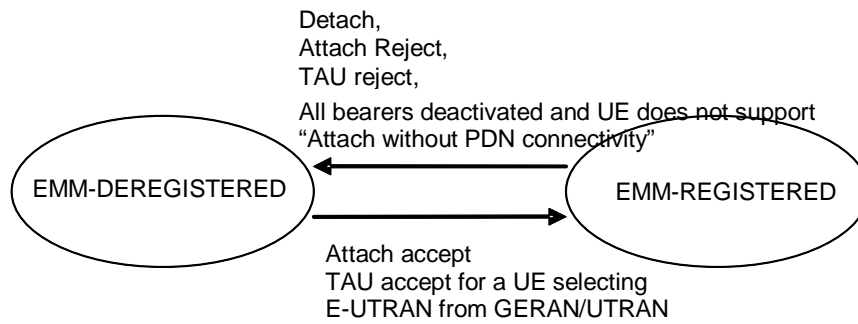 Detach,
Attach Reject,
TAU reject,
All bearers deactivated and UE does not support
“Attach without PDN connectivity”
EMM-DEREGISTERED
EMM-REGISTERED
Attach accept
TAU accept for a UE selecting
E-UTRAN from GERAN/UTRAN